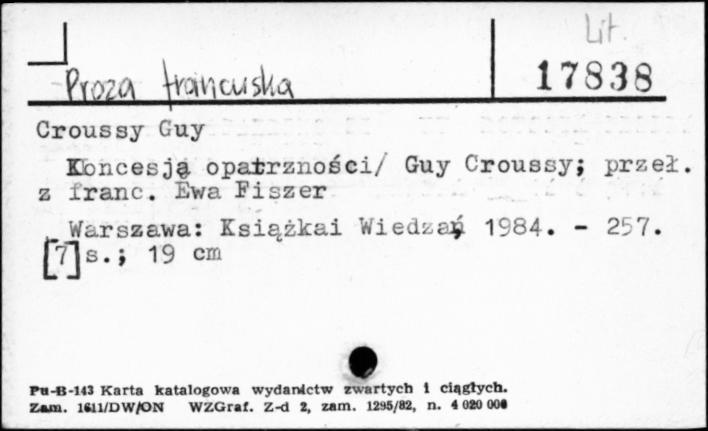 Lit.
Proza francuska
17838
Croussy Guy
Koncesją opatrzności/ Guy Croussy; przeł.
z franc. Ewa Fiszer
Warszawa: Książkai Wiedza, 1984. - 257.
[7] s.; 19 cm
Pu-B-143 Karta katalogowa wydawnictw zwartych i ciągłych.
Zam. 1611/DW/ON WZGraf. Z-d 2, zam. 1295/82, n. 4 020 000